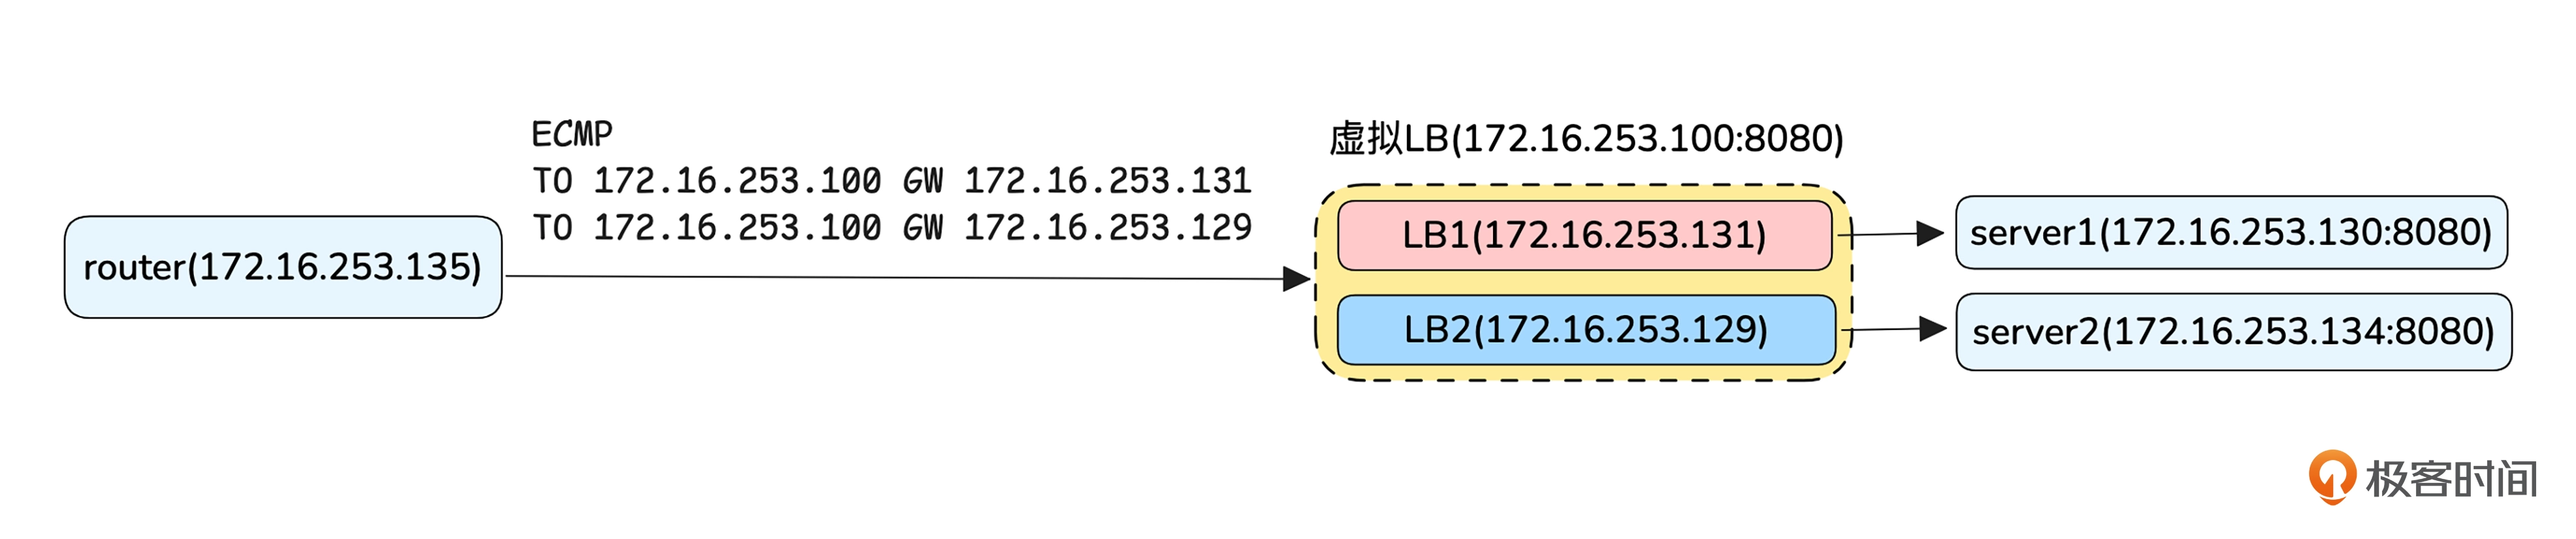 ECMP
TO 172.16.253.100 GW 172.16.253.131
TO 172.16.253.100 GW 172.16.253.129
router(172.16.253.135)
虚拟LB(172.16.253.100:8080)
LB1(172.16.253.131)
LB2(172.16.253.129)
server1(172.16.253.130:8080)
server2(172.16.253.134:8080)
极客时间